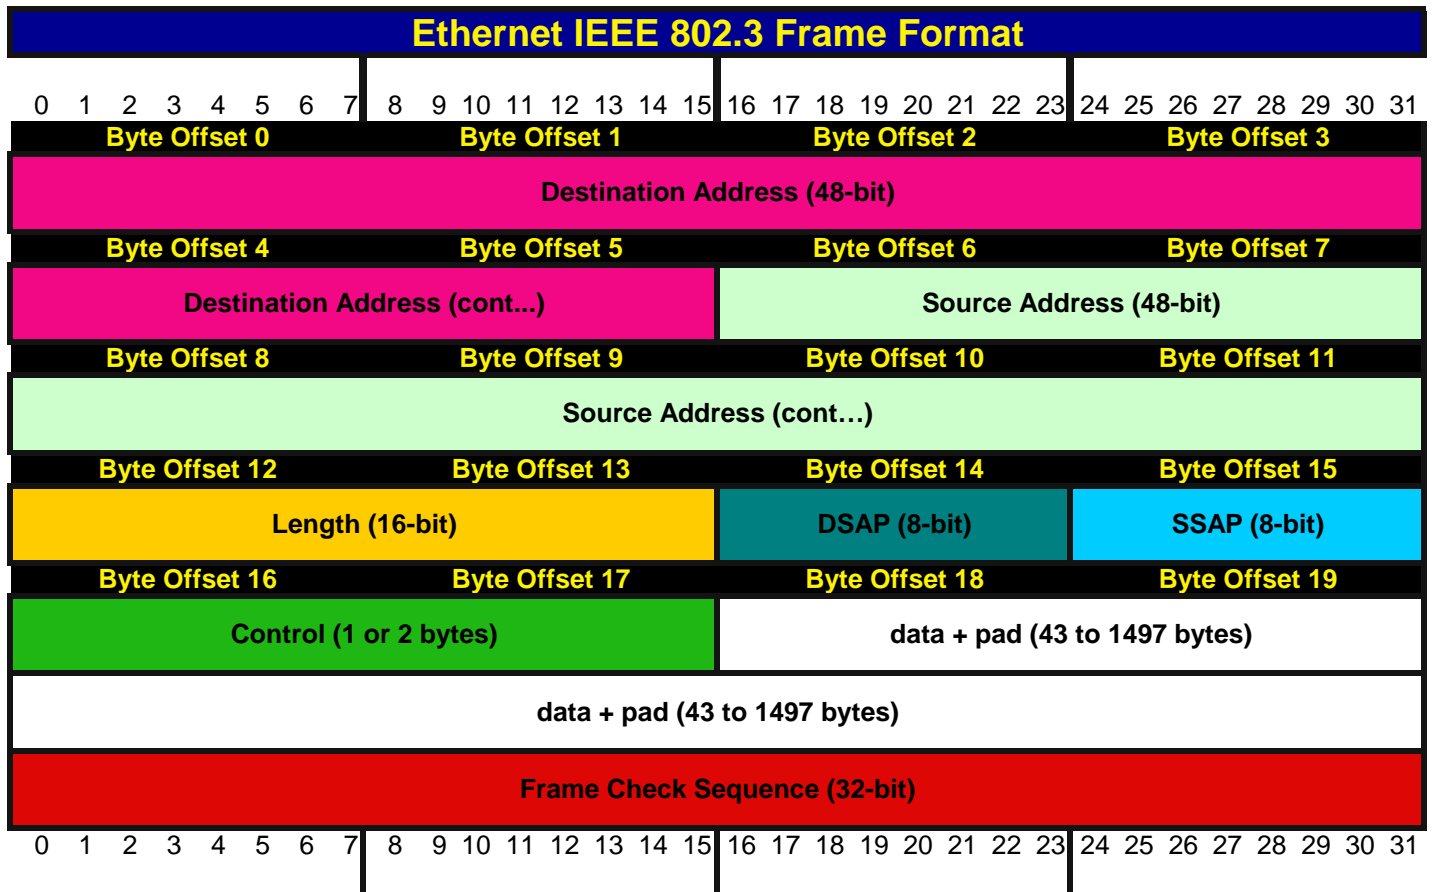 Ethernet IEEE 802.3 Frame Format
0 1 2 3 4 5 6 7 8 9 10 11 12 13 14 15 16 17 18 19 20 21 22 23 24 25 26 27 28 29 30 31
Byte Offset 0 Byte Offset 1 Byte Offset 2 Byte Offset 3
Destination Address (48-bit)
Byte Offset 4 Byte Offset 5 Byte Offset 6 Byte Offset 7
Destination Address (cont...) Source Address (48-bit)
Byte Offset 8 Byte Offset 9 Byte Offset 10 Byte Offset 11
Source Address (cont…)
Byte Offset 12 Byte Offset 13 Byte Offset 14 Byte Offset 15
Length (16-bit) DSAP (8-bit) SSAP (8-bit)
Byte Offset 16 Byte Offset 17 Byte Offset 18 Byte Offset 19
Control (1 or 2 bytes) data + pad (43 to 1497 bytes)
data + pad (43 to 1497 bytes)
Frame Check Sequence (32-bit)
0 1 2 3 4 5 6 7 8 9 10 11 12 13 14 15 16 17 18 19 20 21 22 23 24 25 26 27 28 29 30 31